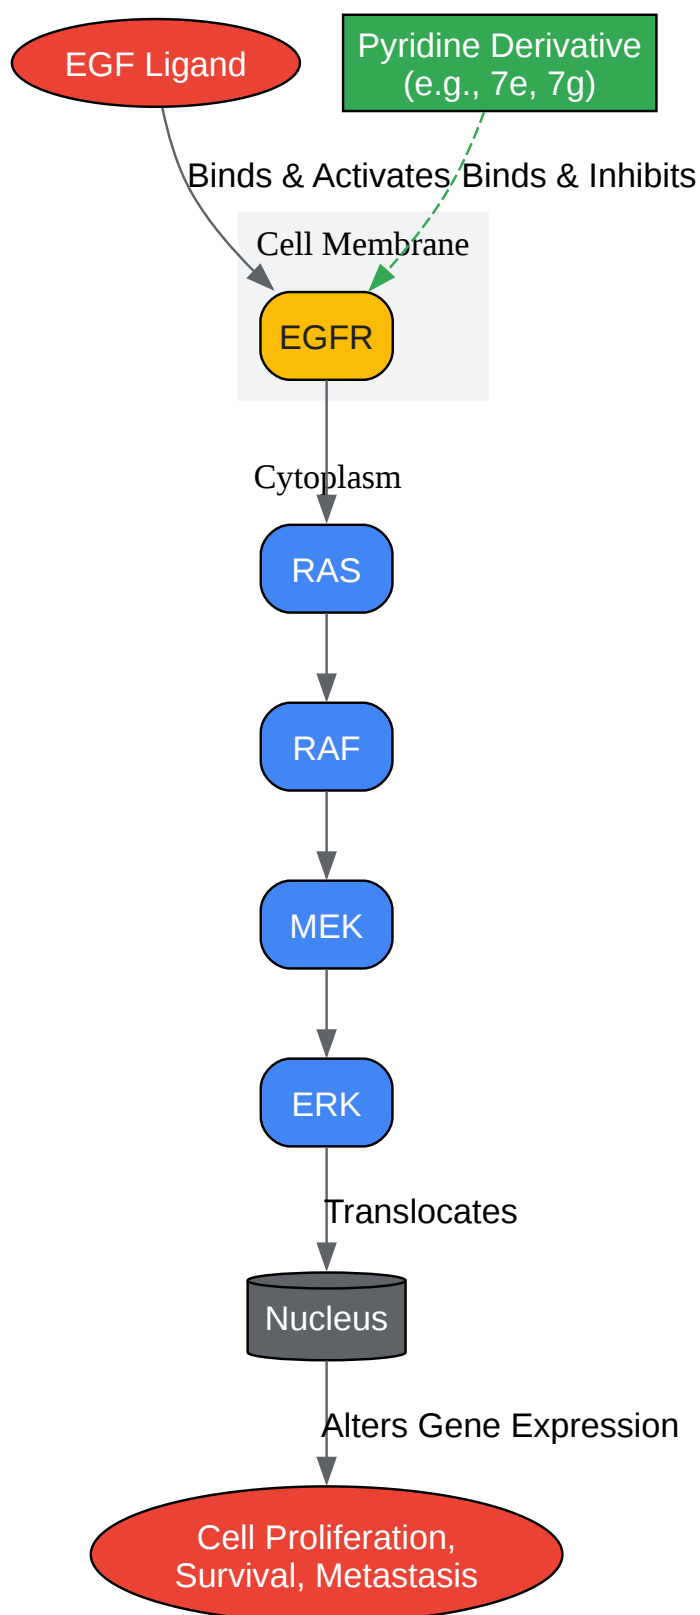 EGF Ligand
Pyridine Derivative
(e.g., 7e, 7g)
Binds & Activates
Binds & Inhibits
Cell Membrane
EGFR
Cytoplasm
RAS
RAF
MEK
ERK
Translocates
Nucleus
Alters Gene Expression
Cell Proliferation,
Survival, Metastasis